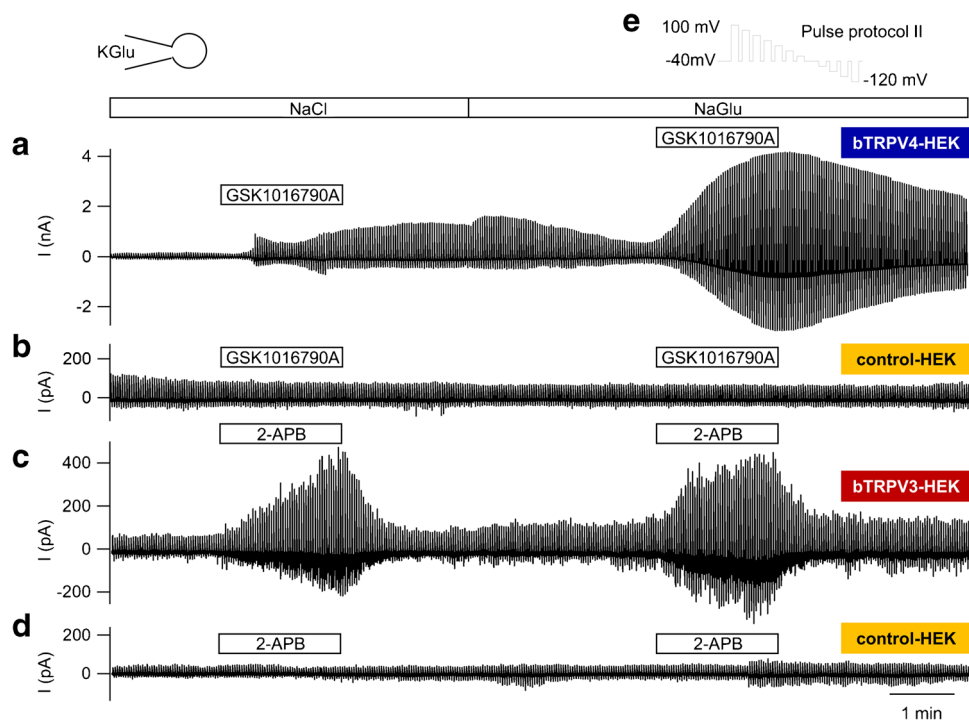 KGlu
e
100 mV
Pulse protocol II
-40mV
-120 mV
NaCl
NaGlu
a
GSK1016790A
bTRPV4-HEK
4
GSK1016790A
2
I (nA)
0
-2
b
200
GSK1016790A
GSK1016790A
control-HEK
I (pA)
0
2-APB
2-APB
c
400
bTRPV3-HEK
200
I (pA)
0
-200
d
200
2-APB
2-APB
control-HEK
I (pA)
0
1 min